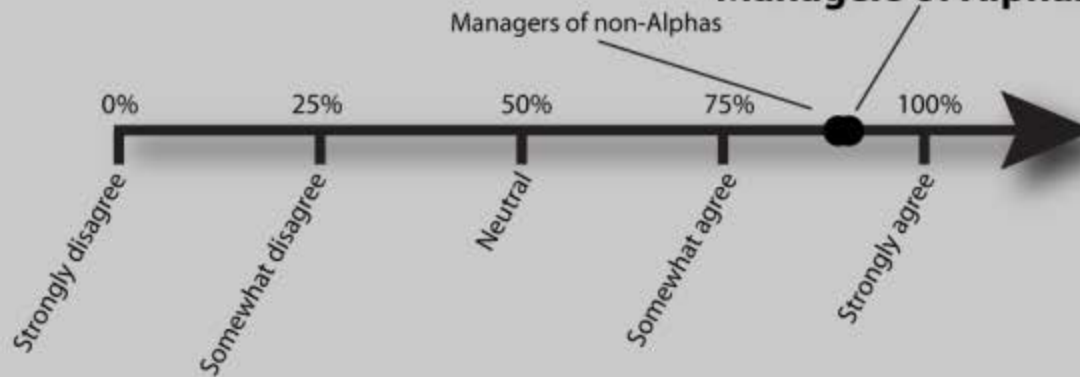 Managers of non-Alphas
0% 25% 50% 75% 100%
Strongly disagree
Somewhat disagree
Neutral
Somewhat agree
Strongly agree